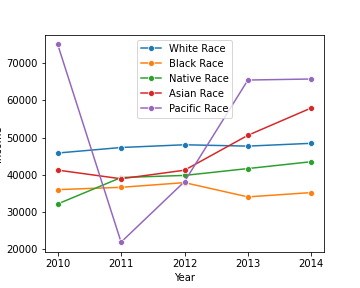 White Race
Black Race
Native Race
Asian Race
Pacific Race
70000
60000
50000
40000
30000
20000
2010
2011
2012
2013
2014
Year